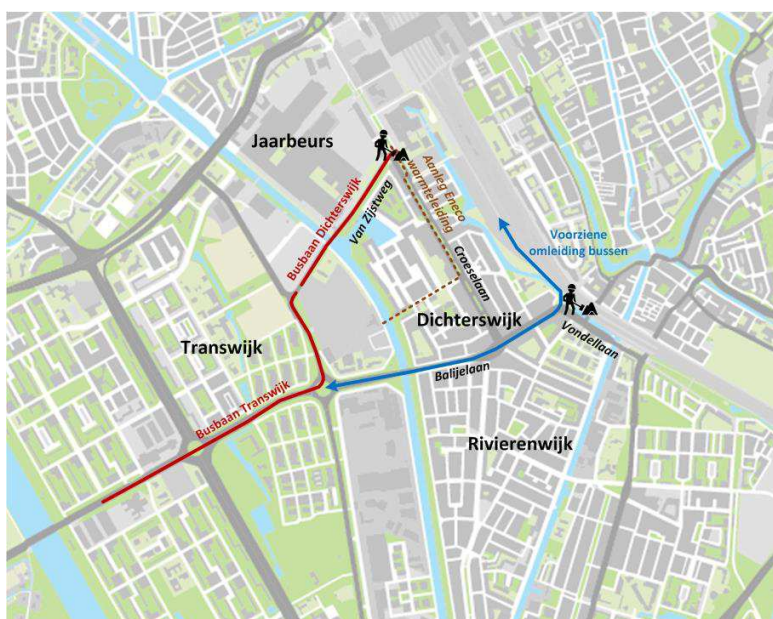 Jaarbeurs
Busbaan Dichterswijk
Van Zijstweg
Aanleg Eneco
warmteleiding
Croeselaan
Voorziene
omleiding bussen
Dichterswijk
Vondellaan
Transwijk
Balijelaan
Busbaan Transwijk
Rivierenwijk